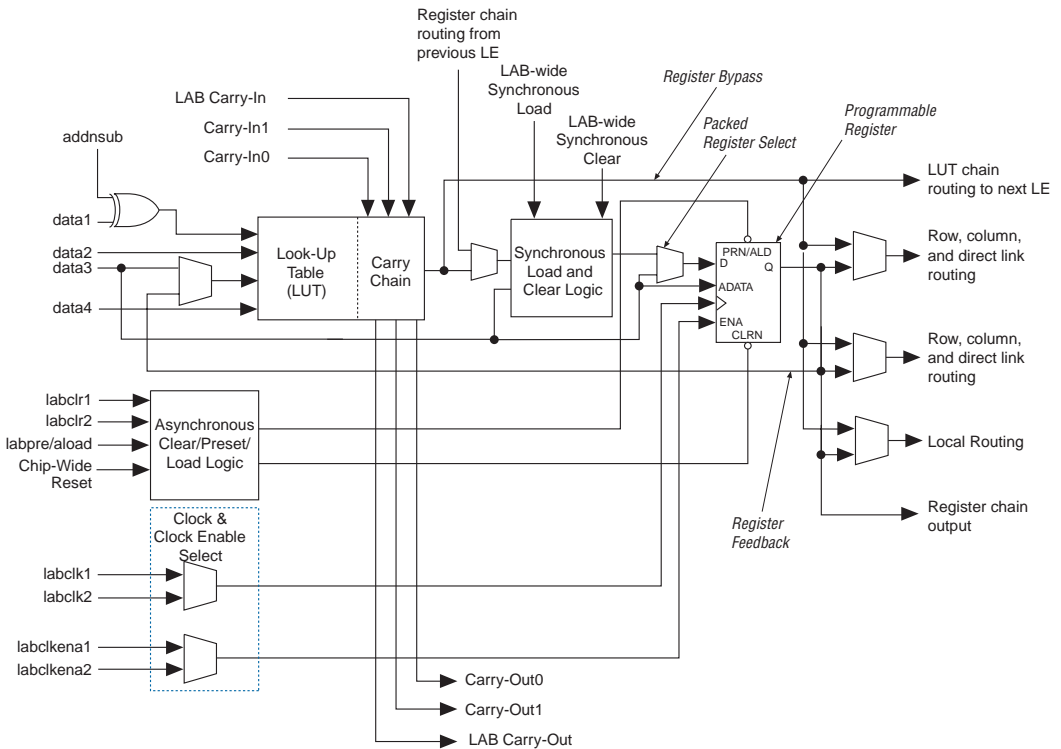 Register chain
routing from
previous LE
LAB-wide
Synchronous
Load
LAB-wide
Synchronous
Clear
Register Bypass
Packed
Register Select
Programmable
Register
LAB Carry-In
Carry-In1
Carry-In0
addnsub
data1
data2
data3
data4
Look-Up
Table
(LUT)
Carry
Chain
Synchronous
Load and
Clear Logic
PRN/ALD
D
Q
ADATA
ENA
CLRN
LUT chain
routing to next LE
Row, column,
and direct link
routing
Row, column,
and direct link
routing
Local Routing
Register chain
output
Register
Feedback
labclr1
labclr2
labpre/aload
Chip-Wide
Reset
Asynchronous
Clear/Preset/
Load Logic
Clock &
Clock Enable
Select
labclk1
labclk2
labclkena1
labclkena2
Carry-Out0
Carry-Out1
LAB Carry-Out